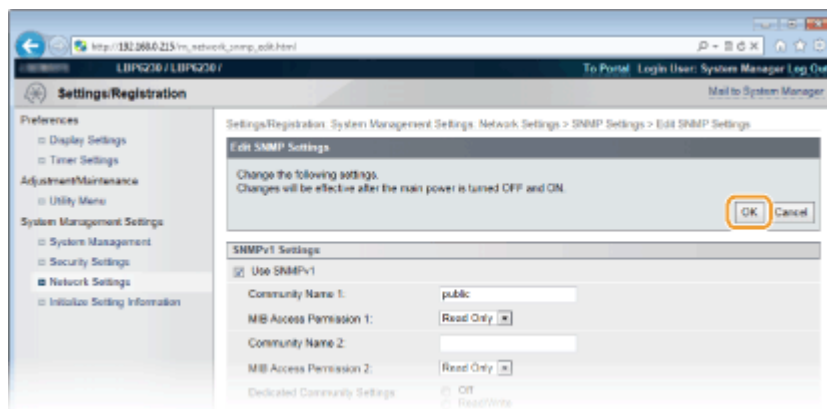 http://192.168.0.215/m_network_snmp_edit.html
LBP6230 / LBP6230 /
To Portal Login User: System Manager Log Out
Settings/Registration
Mail to System Manager
Preferences
Display Settings
Timer Settings
Adjustment/Maintenance
Utility Menu
System Management Settings
System Management
Security Settings
Network Settings
Initialize Setting Information
Settings/Registration: System Management Settings: Network Settings > SNMP Settings > Edit SNMP Settings
Edit SNMP Settings
Change the following settings.
Changes will be effective after the main power is turned OFF and ON.
OK Cancel
SNMPv1 Settings
Use SNMPv1
Community Name 1: public
MIB Access Permission 1: Read Only
Community Name 2:
MIB Access Permission 2: Read Only
Dedicated Community Settings Off
Read/Write